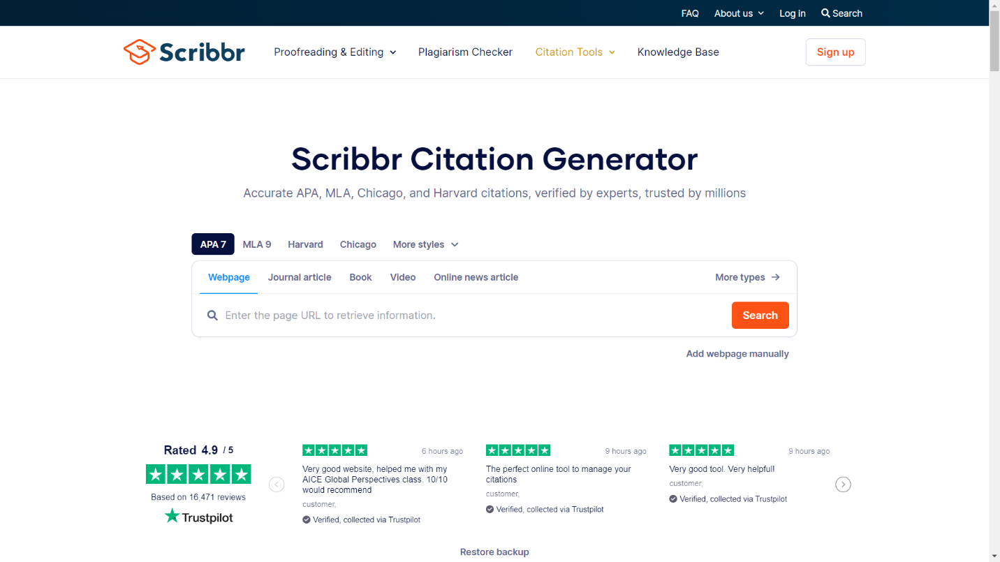 FAQ
About us
Log in
Search
Scribbr
Proofreading & Editing
Plagiarism Checker
Citation Tools
Knowledge Base
Sign up
Scribbr Citation Generator
Accurate APA, MLA, Chicago, and Harvard citations, verified by experts, trusted by millions
APA 7
MLA 9
Harvard
Chicago
More styles
Webpage
Journal article
Book
Video
Online news article
More types
Enter the page URL to retrieve information.
Search
Add webpage manually
Rated 4.9 / 5
Based on 16,471 reviews
Trustpilot
6 hours ago
Very good website, helped me with my
AICE Global Perspectives class. 10/10
would recommend
customer,
Verified, collected via Trustpilot
9 hours ago
The perfect online tool to manage your
citations
customer,
Verified, collected via Trustpilot
9 hours ago
Very good tool. Very helpful!
customer,
Verified, collected via Trustpilot
Restore backup